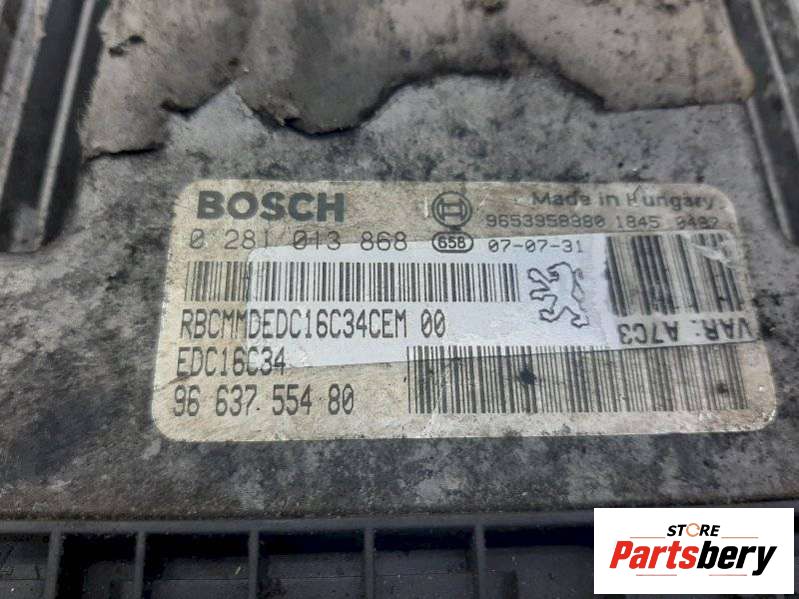 BOSCH
Made in Hungary
9653958980 1845 0492
0 281 013 868 658 07-07-31
RBCMMDEDC16C34CEM 00
VAR: A7C3
EDC16C34
96 637 554 80
STORE
Partsbery